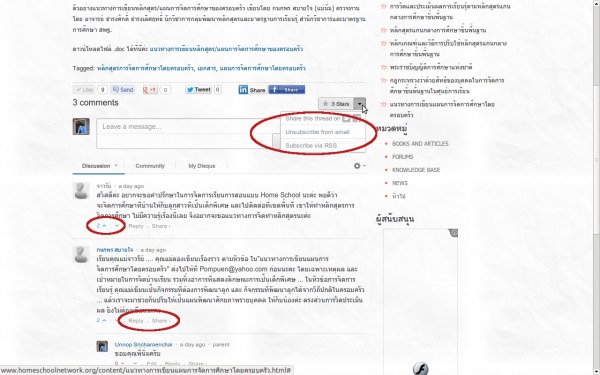 ตัวอย่างแนวทางการเขียนหลักสูตร/แผนการจัดการศึกษาของครอบครัว เขียนโดย กนกพร สบายใจ (แม่แม่ม) ตรวจทาน
โดย อาจารย์ ธำรงศักดิ์ ธำรงเลิศฤทธิ์ นักวิชาการกลุ่มพัฒนาหลักสูตรและมาตรฐานการเรียนรู้ สำนักวิชาการและมาตรฐาน
การศึกษา สพฐ.
ดาวน์โหลดไฟล์ .doc ได้ที่นี่ค่ะ แนวทางการเขียนหลักสูตร/แผนการจัดการศึกษาของครอบครัว
Tagged: หลักสูตรการจัดการศึกษาโดยครอบครัว, เอกสาร, แผนการจัดการศึกษาโดยครอบครัว
Like 9 Send +1 0 Tweet 0 Share Share
3 comments
3 Stars
Leave a message...
Share this thread on
Unsubscribe from email
Subscribe via RSS
Discussion Community My Disqus
จาวรีย์ • a day ago
สวัสดีค่ะ อยากจะขอคำปรึกษาในการจัดการเรียนการสอนแบบ Home School นะค่ะ พอดีว่า
จะจัดการศึกษาที่บ้านให้กับลูกสาวที่เป็นเด็กพิเศษ และไปติดต่อที่เขตพื้นที่ เขาให้ทำหลักสูตรการ
จัดการศึกษา ไม่มีความรู้เรื่องนี้เลย จึงอยากจะขอแนวทางการจัดทำหลักสูตรนะค่ะ
2 Reply Share ›
กนกพร สบายใจ • a day ago
เรียนคุณแม่จาวรีย์ .... คุณแม่ลองเขียนเรื่องราว ตามหัวข้อ ใน"แนวทางการเขียนแผนการ
จัดการศึกษาโดยครอบครัว" ส่งไปให้ที่ Pompuen@yahoo.com ก่อนนะคะ โดยเฉพาะเหตุผล และ
เป้าหมายในการจัดบ้านเรียน รวมทั้งอาการที่แสดงลักษณะการเป็นเด็กพิเศษ ... ในหัวข้อการจัดการ
เรียนรู้ คุณแม่เขียนเป็นกิจกรรมที่ต้องการพัฒนาลูก และ กิจกรรมที่พัฒนาลูกได้จากวิถีปกติในครอบครัว
... แล้วเราจะมาช่วยกันปรับให้เป็นแผนพัฒนาศักยภาพรายบุคคล ให้กับน้องค่ะ ตรงส่วนการวัดประเมิน
ผล ยังไม่ต้องเขียนนะคะ
2 Reply Share ›
Unnop Sricharoenchai • a day ago • parent
ขอบคุณพี่นีมครับ
Edit Reply Share ›
การวัดและประเมินผลการเรียนรู้ตามหลักสูตรแกน
กลางการศึกษาขั้นพื้นฐาน
หลักสูตรแกนกลางการศึกษาขั้นพื้นฐาน
หลักเกณฑ์และวิธีการปรับใช้หลักสูตรแกนกลาง
การศึกษาขั้นพื้นฐาน
พระราชบัญญัติการศึกษาแห่งชาติ
กฎกระทรวงว่าด้วยสิทธิของบุคคลในการจัดการ
ศึกษาขั้นพื้นฐานในศูนย์การเรียน
แนวทางการเขียนแผนการจัดการศึกษาโดย
ครอบครัว
หมวดหมู่
BOOKS AND ARTICLES
FORUMS
KNOWLEDGE BASE
NEWS
ทั่วไป
ผู้สนับสนุน
www.homeschoolnetwork.org/content/แนวทางการเขียนแผนการจัดการศึกษาโดยครอบครัว.html#